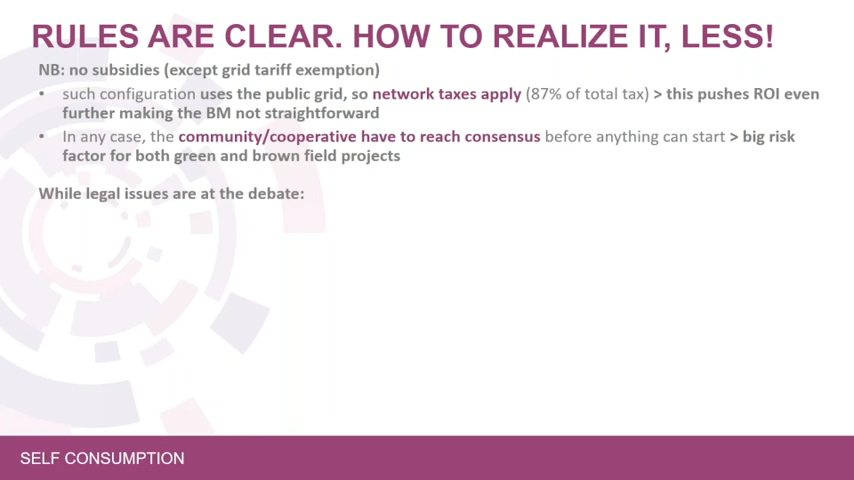 RULES ARE CLEAR. HOW TO REALIZE IT, LESS!
NB: no subsidies (except grid tariff exemption)
• such configuration uses the public grid, so network taxes apply (87% of total tax) > this pushes ROI even
further making the BM not straightforward
• In any case, the community/cooperative have to reach consensus before anything can start > big risk
factor for both green and brown field projects
While legal issues are at the debate:
SELF CONSUMPTION